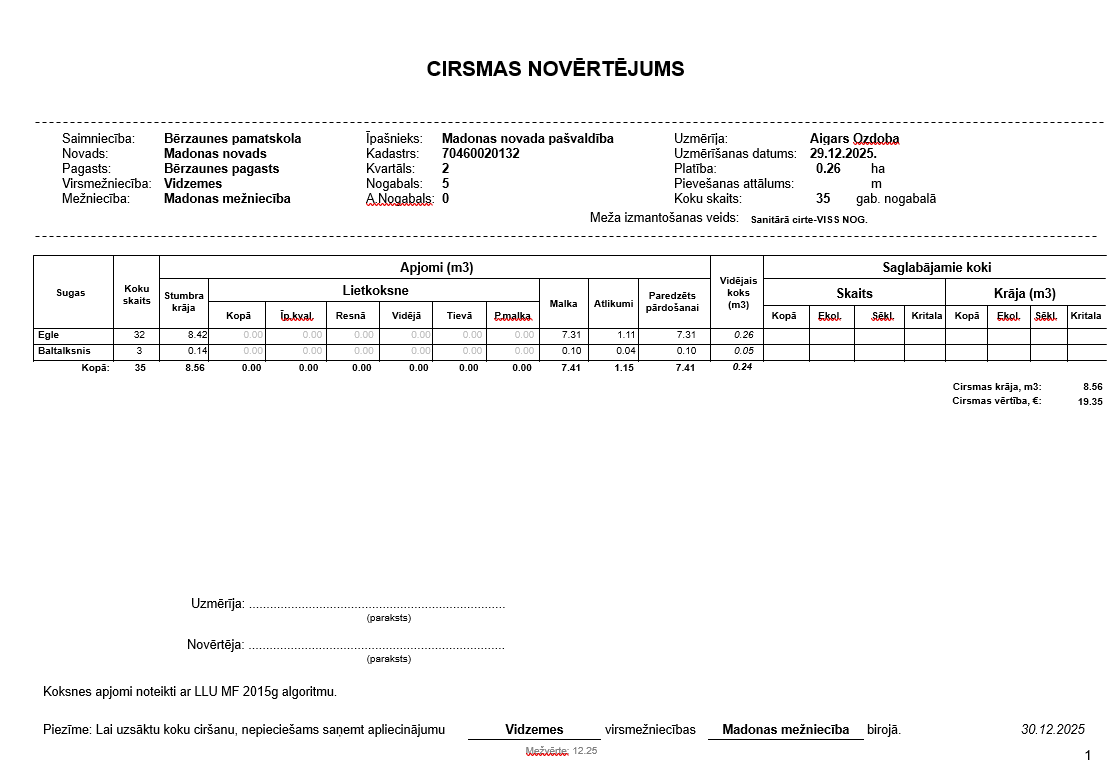 CIRSMAS NOVĒRTĒJUMS
Saimniecība: Bērzaunes pamatskola Īpašnieks: Madonas novada pašvaldība Uzmērīja: Aigars Ozdoba
Novads: Madonas novads Kadastrs: 70460020132 Uzmērīšanas datums: 29.12.2025.
Pagasts: Bērzaunes pagasts Kvartāls: 2 Platība: 0.26 ha
Virsmežniecība: Vidzemes Nogabals: 5 Pievešanas attālums: m
Mežniecība: Madonas mežniecība A.Nogabals: 0 Koku skaits: 35 gab. nogabalā
Meža izmantošanas veids: Sanitārā cirte-VISS NOG.
Sugas Koku skaits Apjomi (m3) Vidējais koks (m3) Saglabājamie koki
Stumbra krāja Lietkoksne Malka Atlikumi Paredzēts pārdošanai Skaits Krāja (m3)
Kopā Īp.kval. Resnā Vidējā Tievā P.malka Kopā Ekol. Sēkl. Kritala Kopā Ekol. Sēkl. Kritala
Egle 32 8.42 0.00 0.00 0.00 0.00 0.00 0.00 7.31 1.11 7.31 0.26
Baltalksnis 3 0.14 0.00 0.00 0.00 0.00 0.00 0.00 0.10 0.04 0.10 0.05
Kopā: 35 8.56 0.00 0.00 0.00 0.00 0.00 0.00 7.41 1.15 7.41 0.24
Cirsmas krāja, m3: 8.56
Cirsmas vērtība, €: 19.35
Uzmērīja: ..........................................................................
(paraksts)
Novērtēja: ..........................................................................
(paraksts)
Koksnes apjomi noteikti ar LLU MF 2015g algoritmu.
Piezīme: Lai uzsāktu koku ciršanu, nepieciešams saņemt apliecinājumu Vidzemes virsmežniecības Madonas mežniecība birojā. 30.12.2025
Mežvērte: 12.25
1